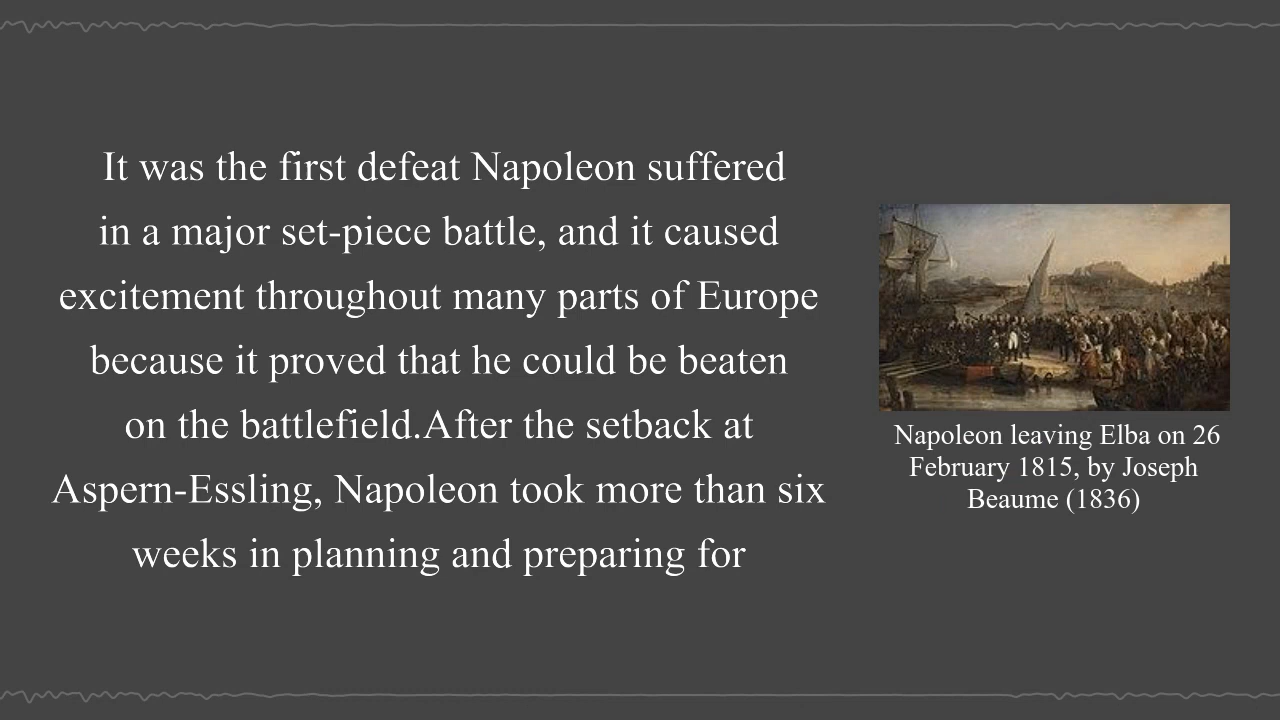 It was the first defeat Napoleon suffered
in a major set-piece battle, and it caused
excitement throughout many parts of Europe
because it proved that he could be beaten
on the battlefield.After the setback at
Aspern-Essling, Napoleon took more than six
weeks in planning and preparing for
Napoleon leaving Elba on 26
February 1815, by Joseph
Beaume (1836)